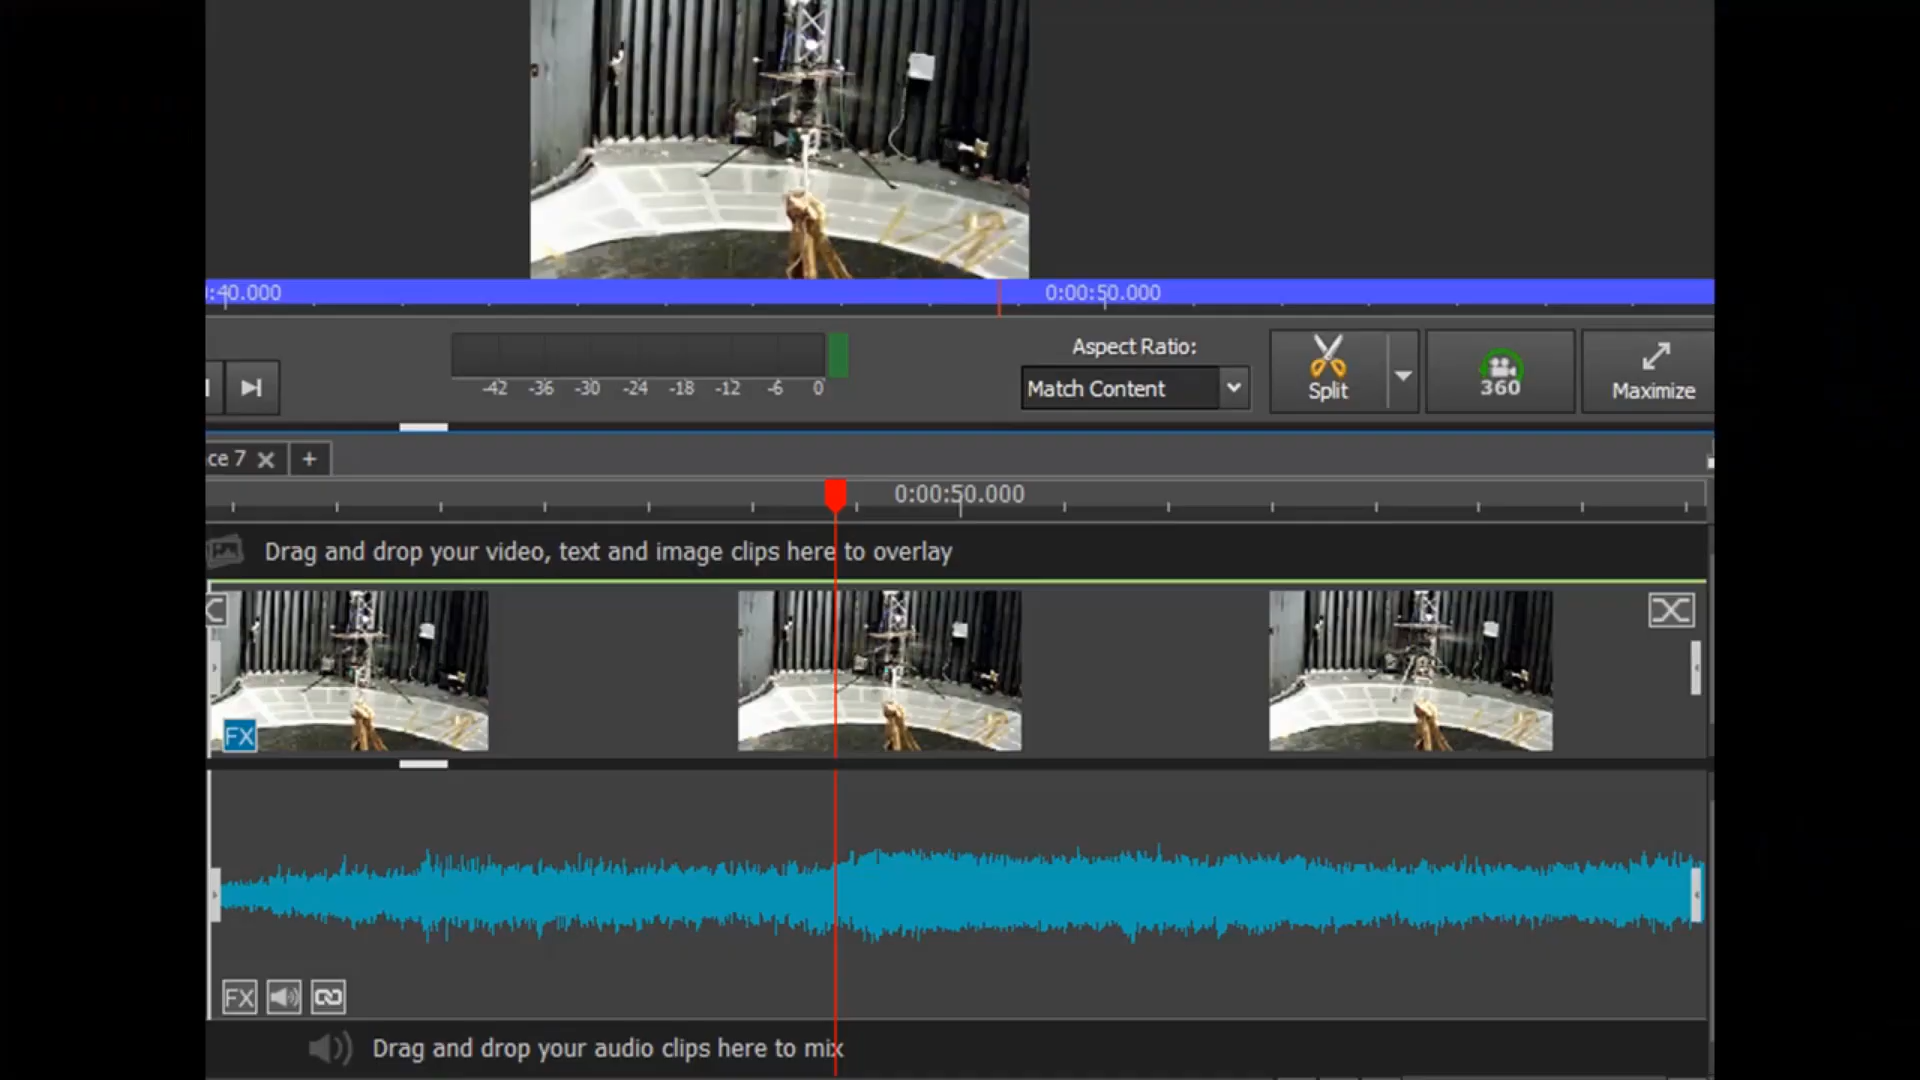 :40.000
0:00:50.000
Aspect Ratio:
Match Content
Split
360
Maximize
-42 -36 -30 -24 -18 -12 -6 0
ce 7
+
0:00:50.000
Drag and drop your video, text and image clips here to overlay
FX
FX
Drag and drop your audio clips here to mix